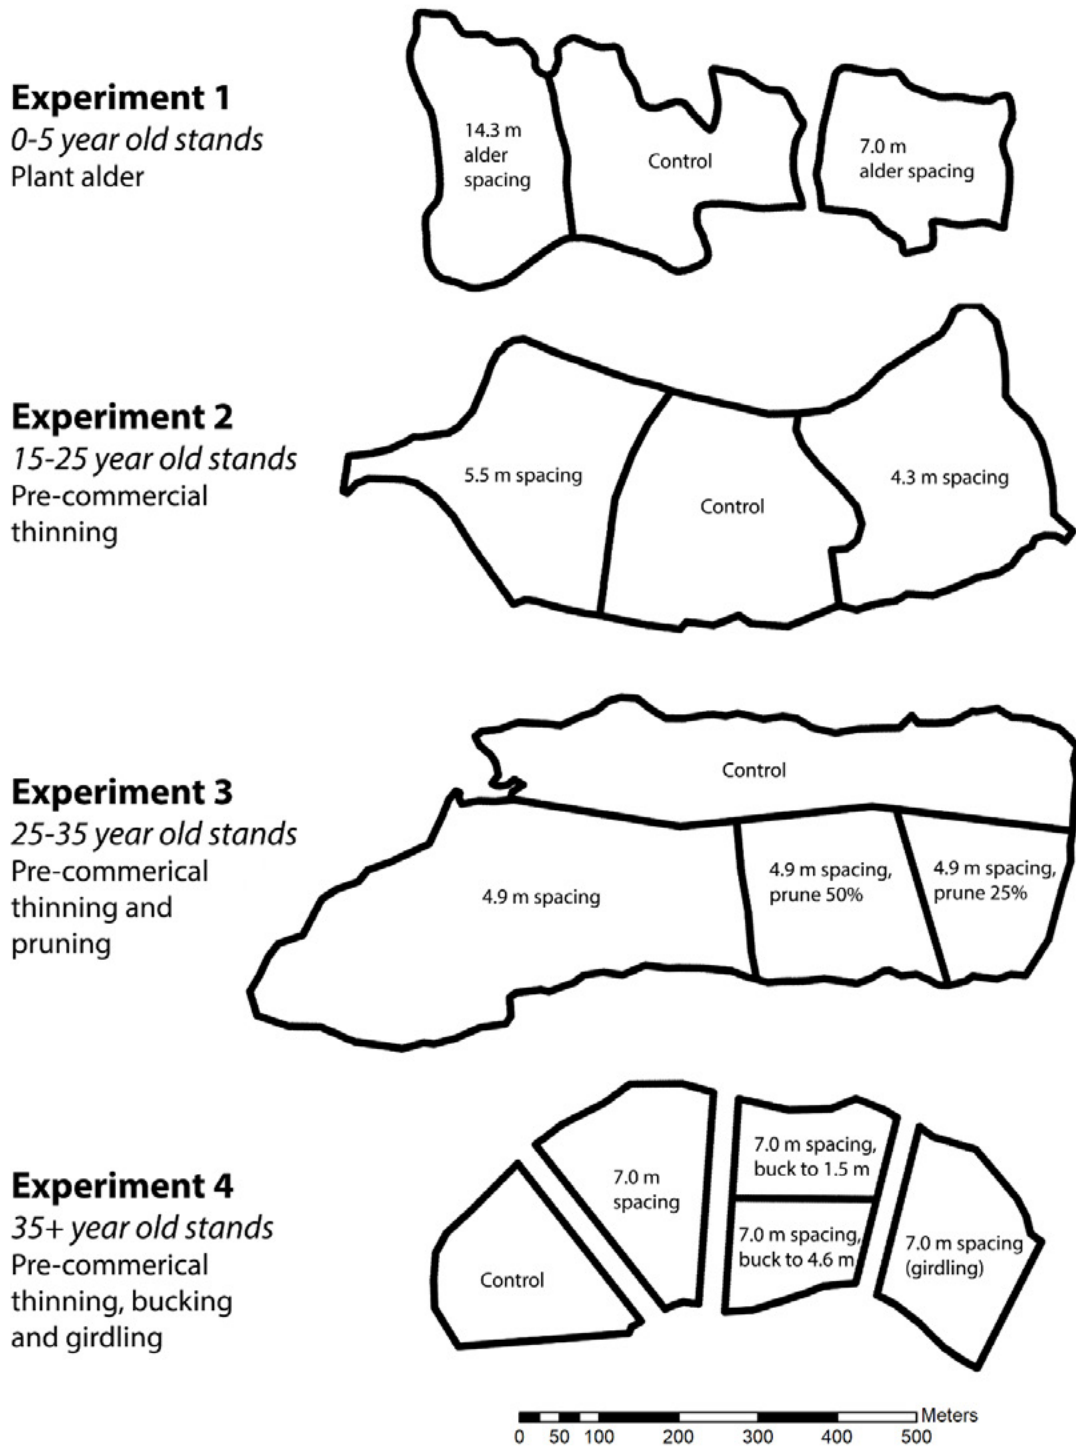 Experiment 1
0-5 year old stands
Plant alder
14.3 m
alder
spacing
Control
7.0 m
alder spacing
Experiment 2
15-25 year old stands
Pre-commercial
thinning
5.5 m spacing
Control
4.3 m spacing
Experiment 3
25-35 year old stands
Pre-commerical
thinning and
pruning
Control
4.9 m spacing
4.9 m spacing,
prune 50%
4.9 m spacing,
prune 25%
Experiment 4
35+ year old stands
Pre-commerical
thinning, bucking
and girdling
Control
7.0 m
spacing
7.0 m spacing,
buck to 1.5 m
7.0 m spacing,
buck to 4.6 m
7.0 m spacing
(girdling)
Meters
0 50 100 200 300 400 500